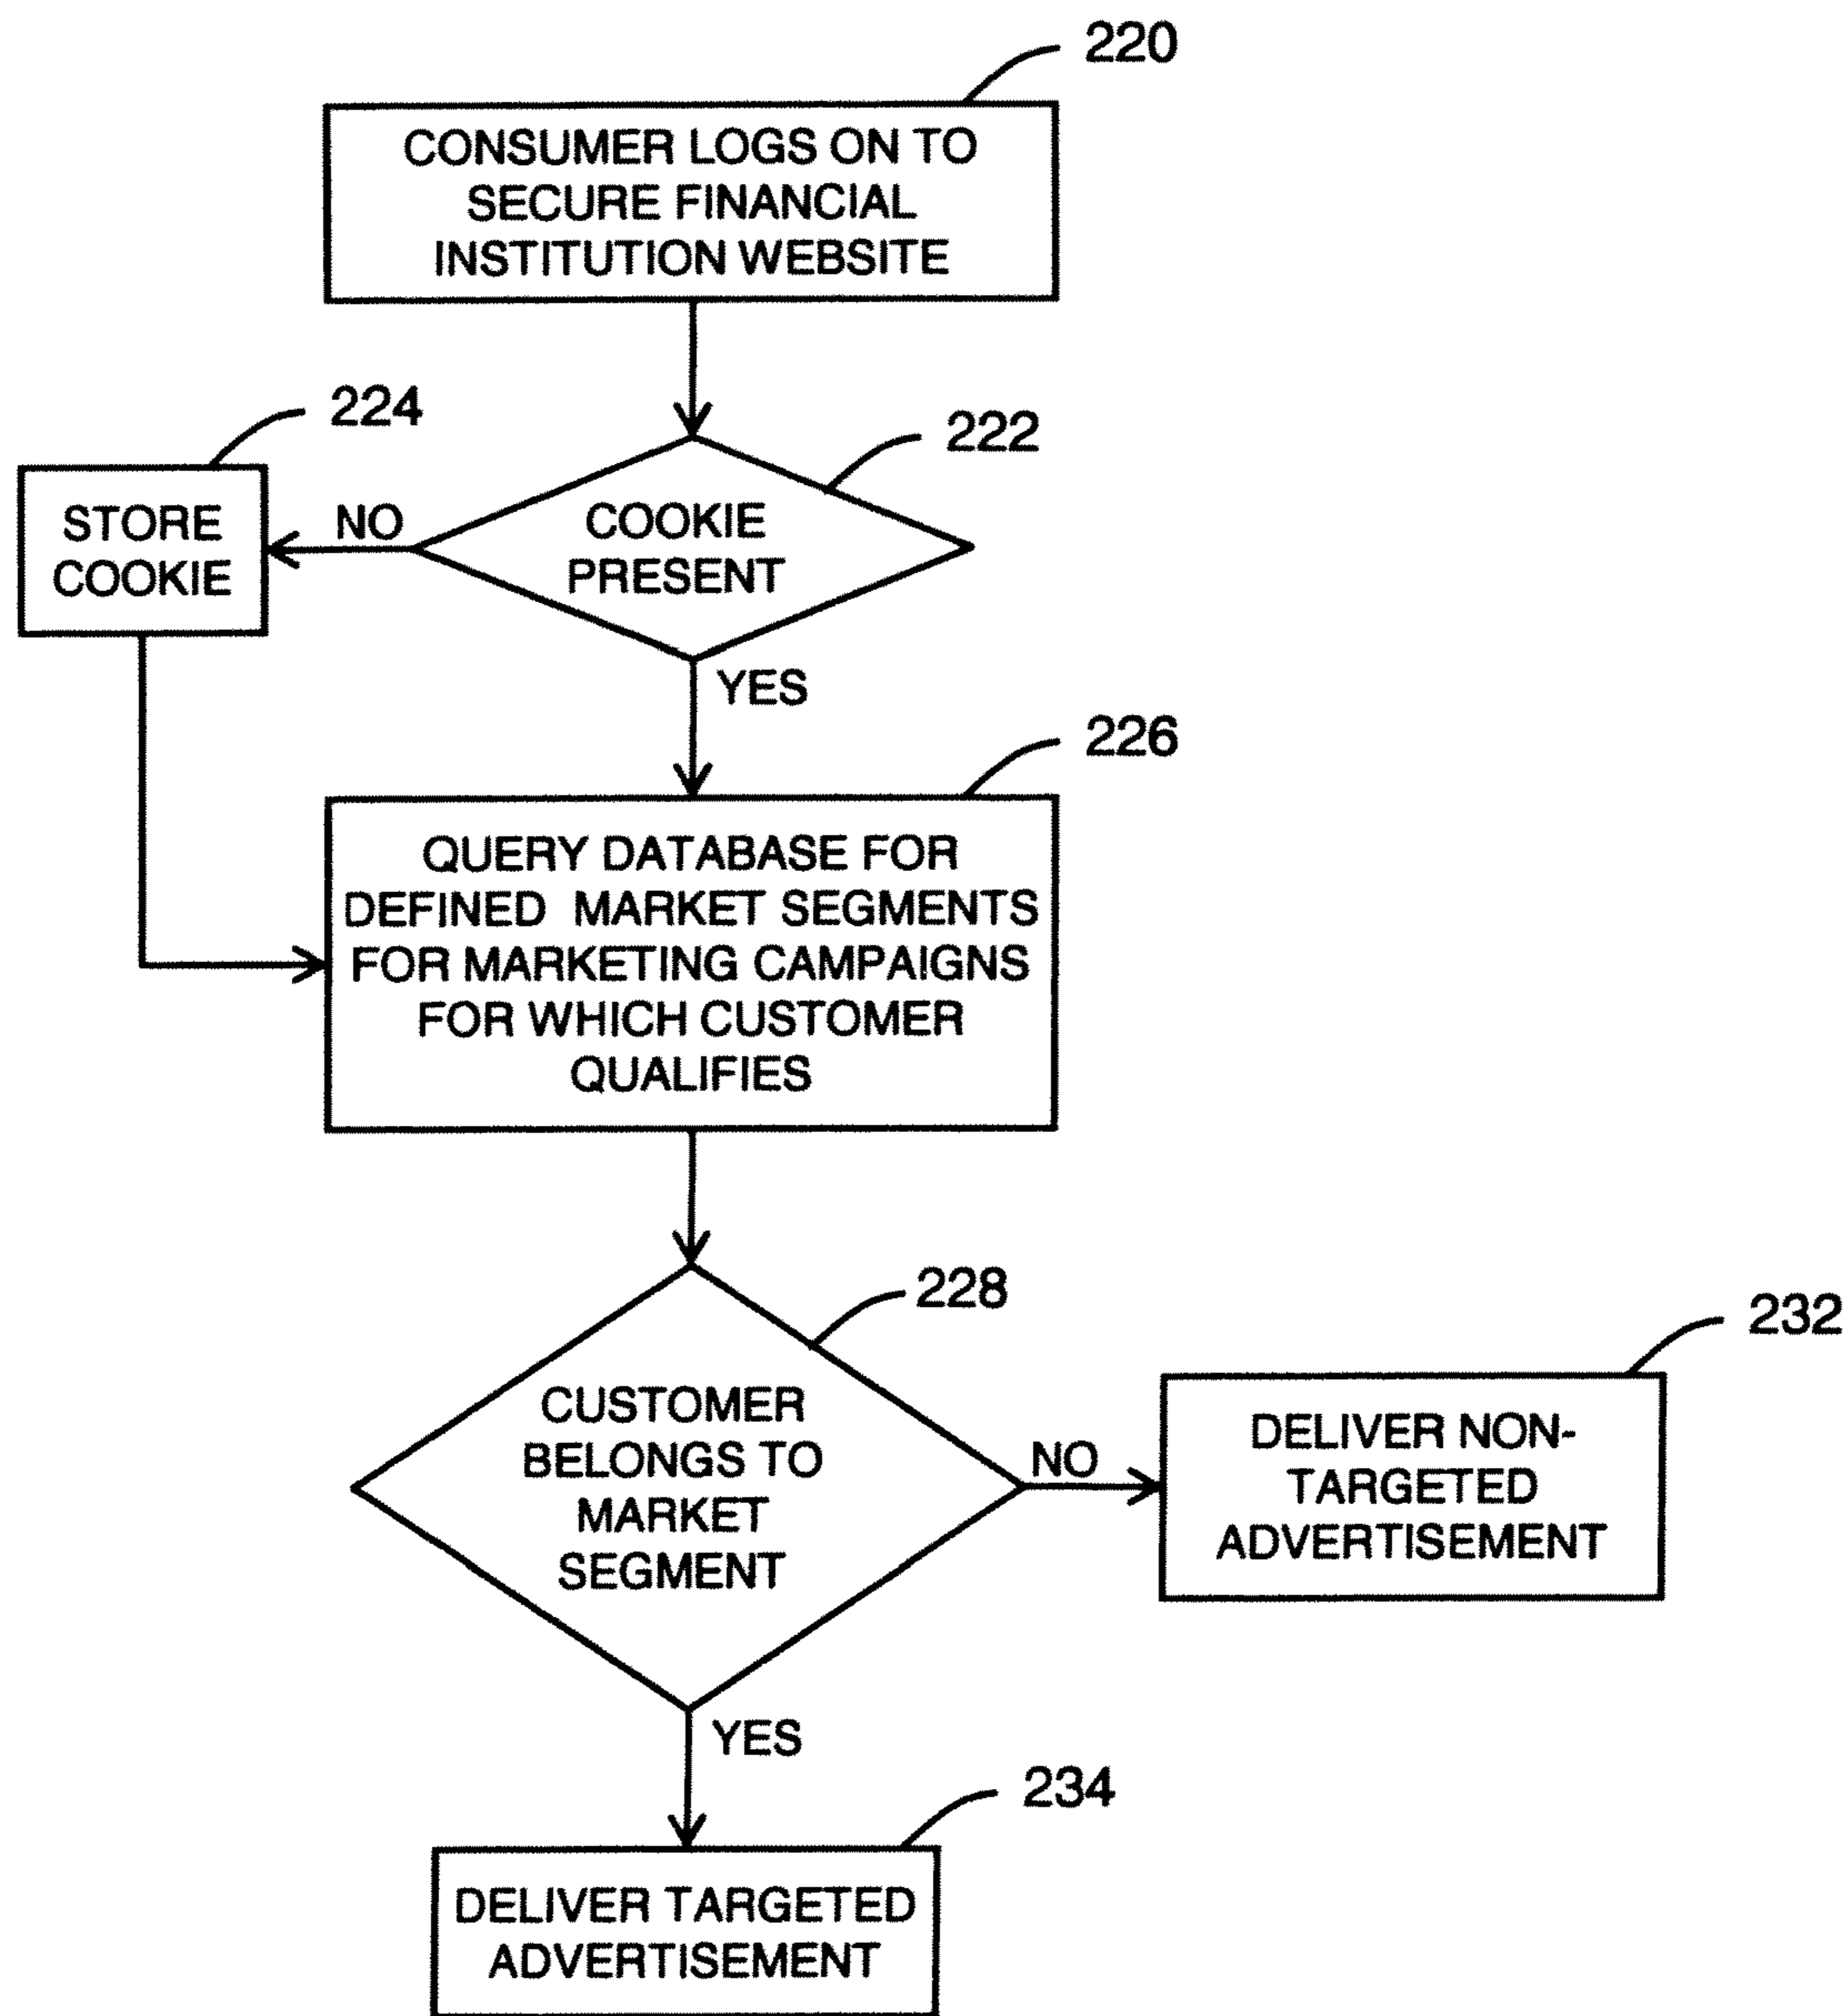 220
CONSUMER LOGS ON TO
SECURE FINANCIAL
INSTITUTION WEBSITE
224
222
STORE
COOKIE
NO
COOKIE
PRESENT
YES
226
QUERY DATABASE FOR
DEFINED MARKET SEGMENTS
FOR MARKETING CAMPAIGNS
FOR WHICH CUSTOMER
QUALIFIES
228
232
CUSTOMER
BELONGS TO
MARKET
SEGMENT
NO
DELIVER NON-
TARGETED
ADVERTISEMENT
YES
234
DELIVER TARGETED
ADVERTISEMENT